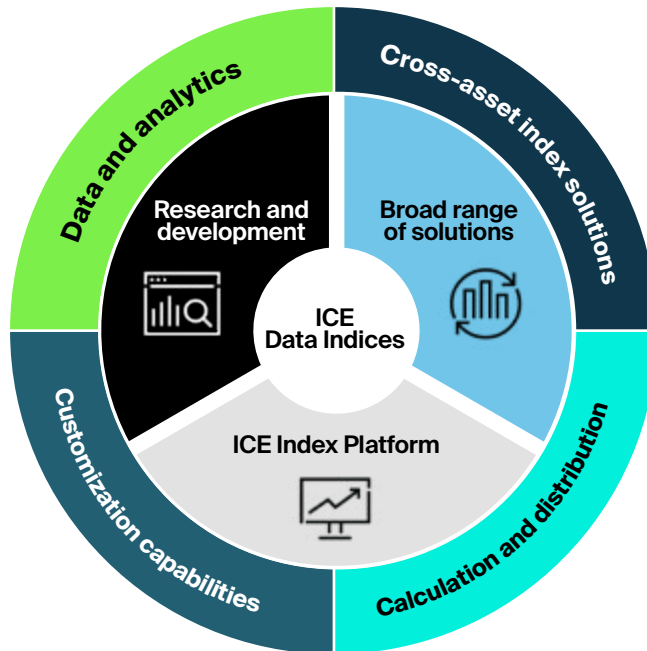 Data and analytics
Cross-asset index solutions
Research and
development
Broad range
of solutions
ICE
Data Indices
ICE Index Platform
Customization capabilities
Calculation and distribution